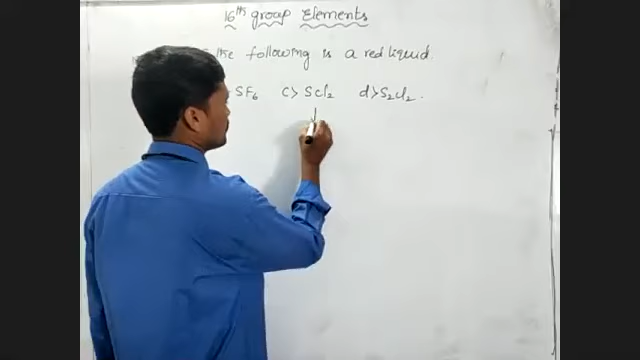 16th group Elements
the following is a red liquid.
SF6 c> SCl2 d> S2Cl2.